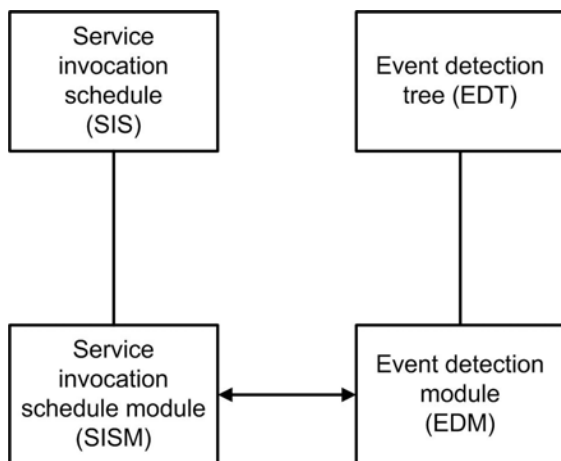 Service
invocation
schedule
(SIS)
Event detection
tree (EDT)
Service
invocation
schedule module
(SISM)
Event detection
module
(EDM)